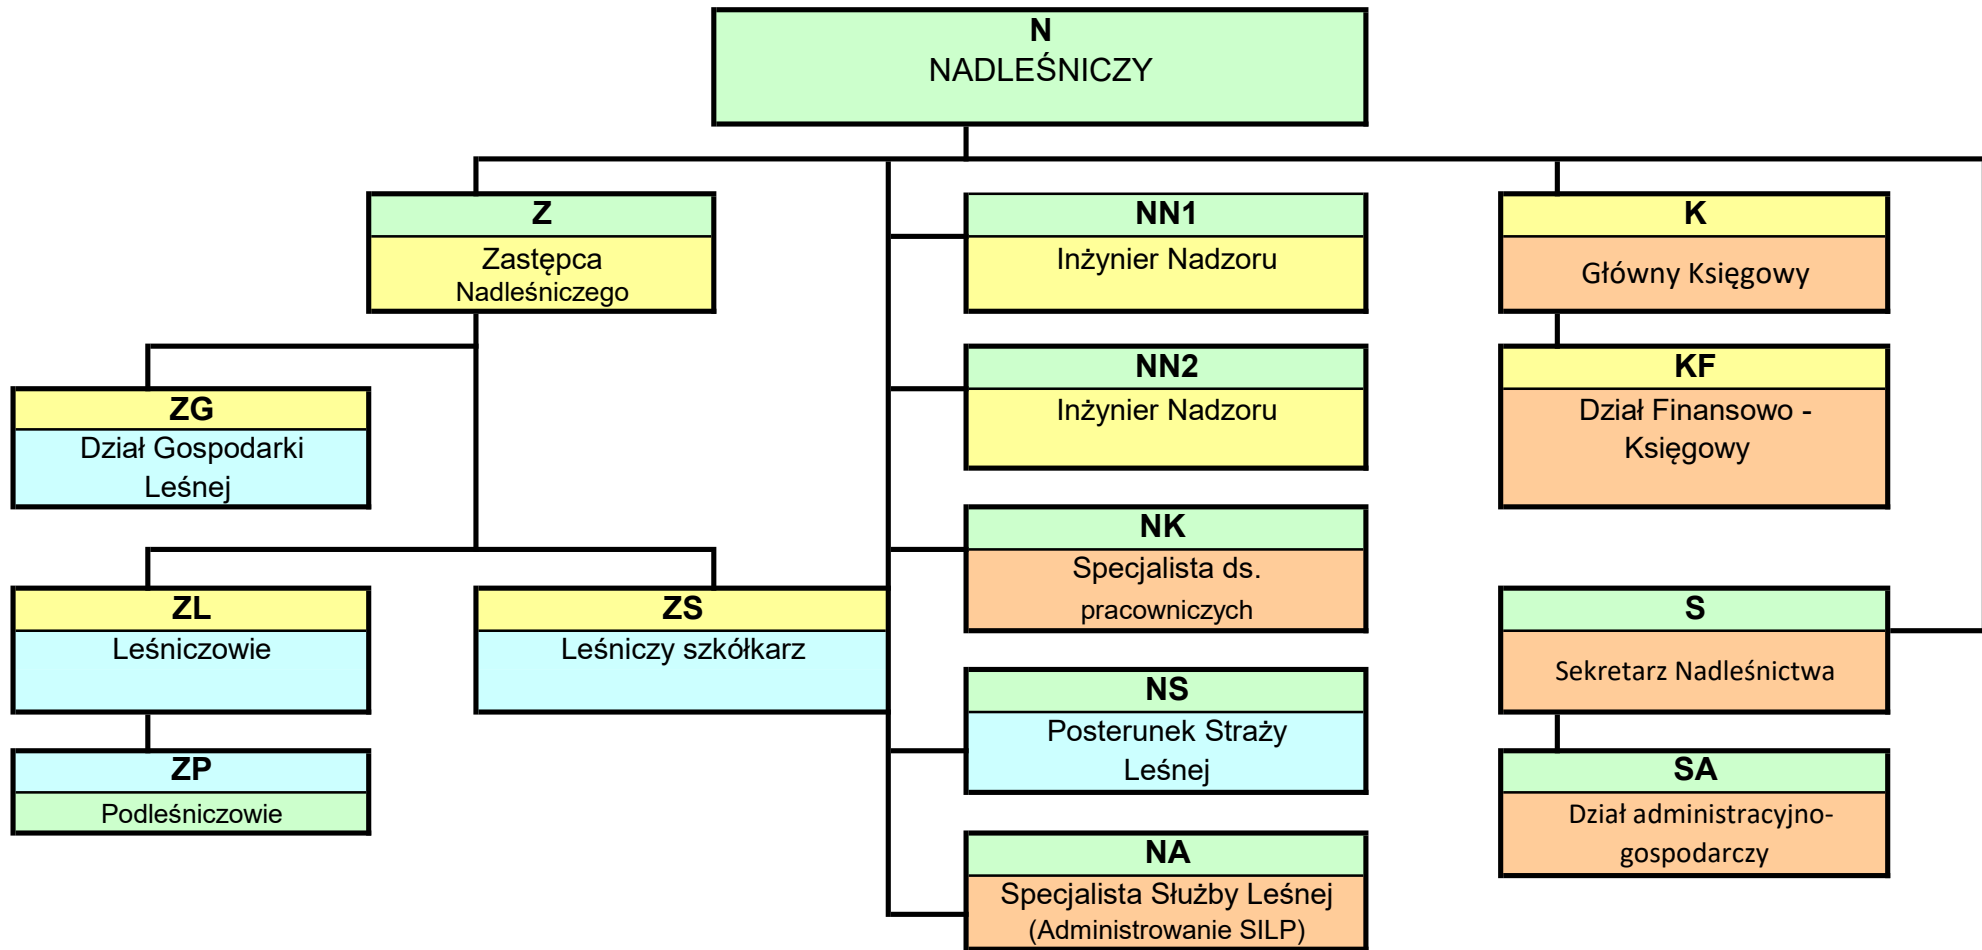 N
NADLEŚNICZY
Z
Zastępca
Nadleśniczego
NN1
Inżynier Nadzoru
K
Główny Księgowy
NN2
Inżynier Nadzoru
KF
Dział Finansowo -
Księgowy
ZG
Dział Gospodarki
Leśnej
NK
Specjalista ds.
pracowniczych
ZL
Leśniczowie
ZS
Leśniczy szkółkarz
S
Sekretarz Nadleśnictwa
NS
Posterunek Straży
Leśnej
ZP
Podleśniczowie
SA
Dział administracyjno-
gospodarczy
NA
Specjalista Służby Leśnej
(Administrowanie SILP)